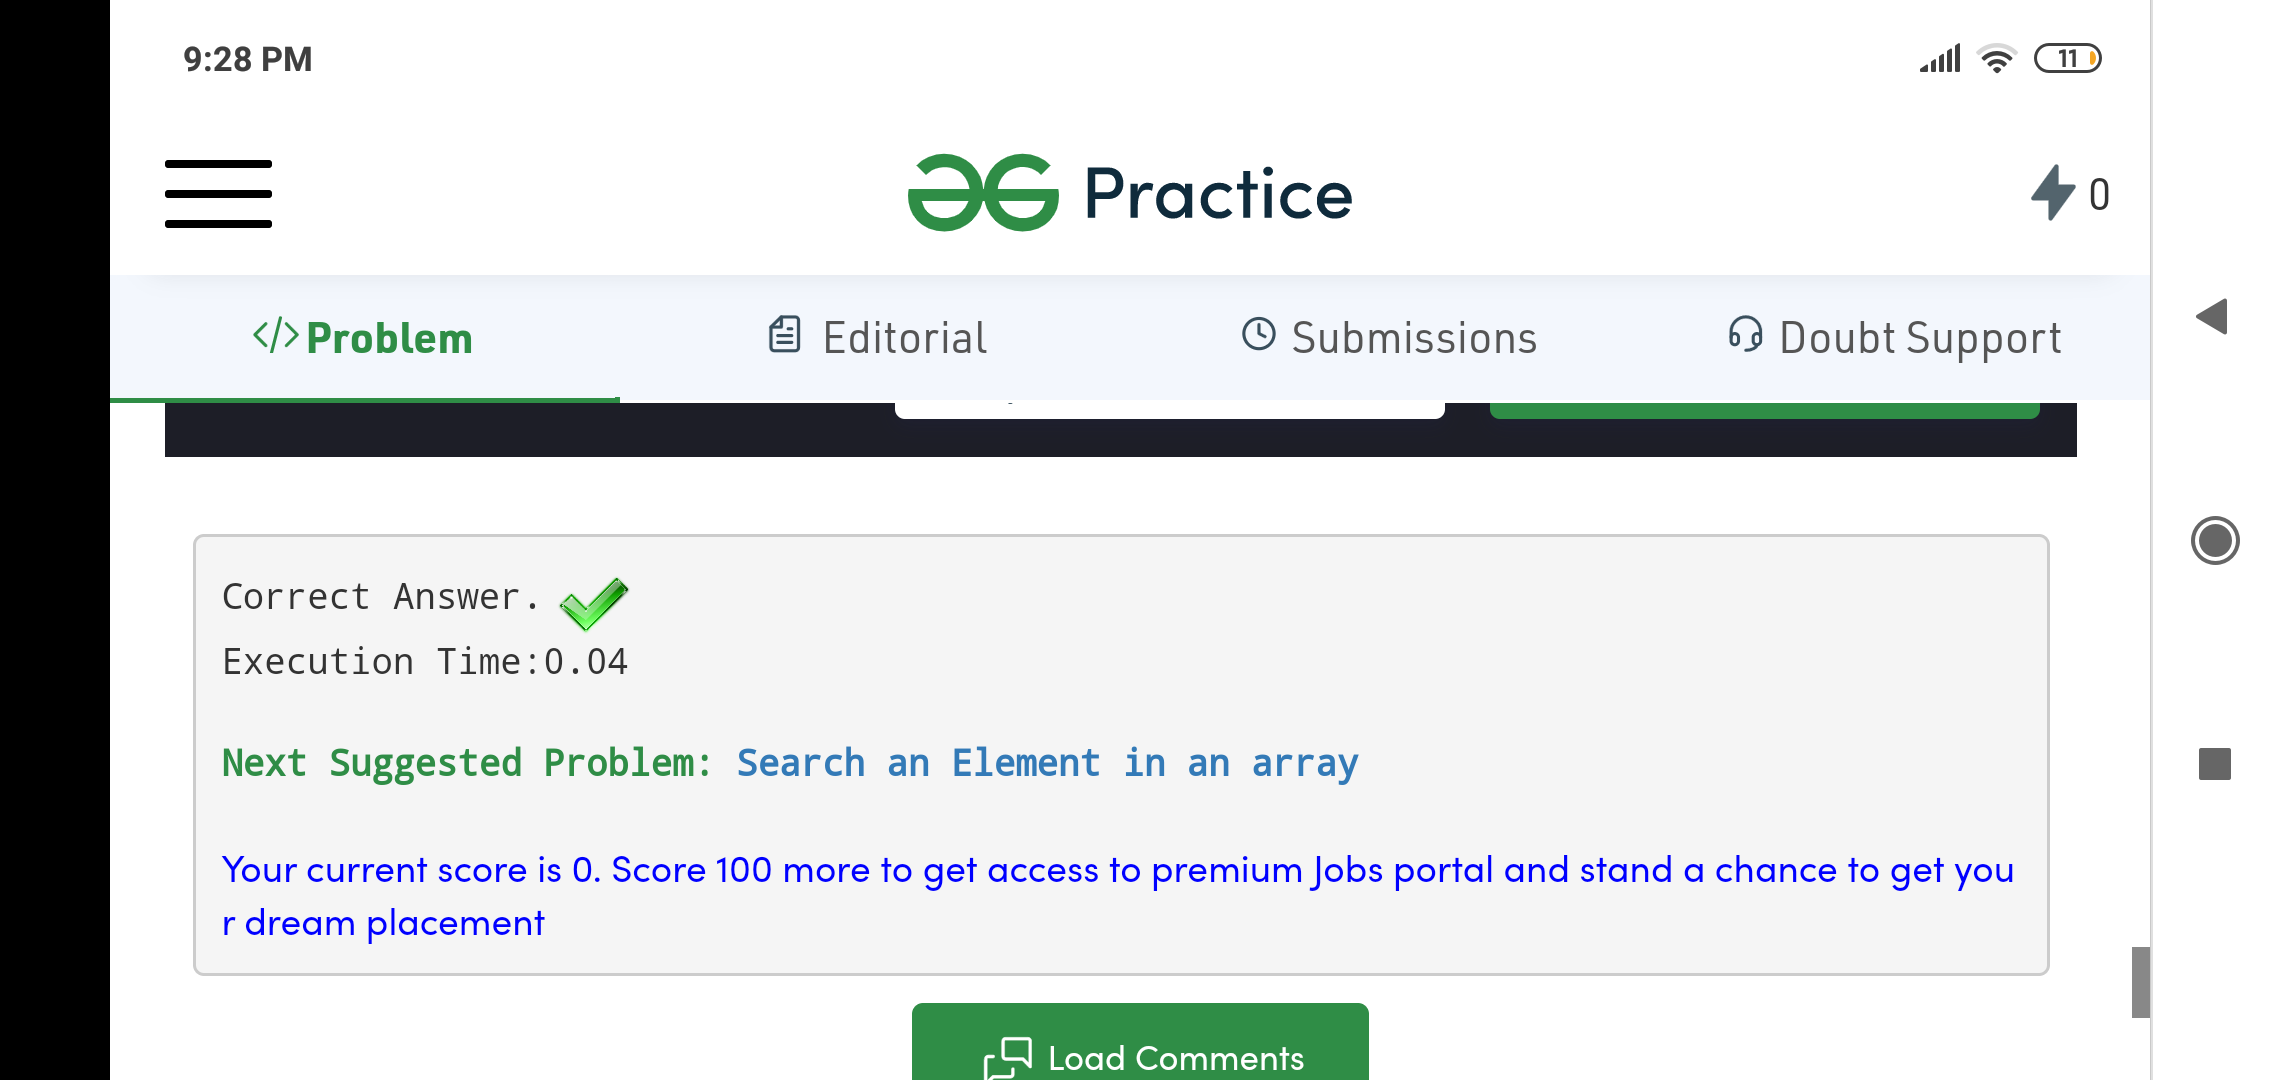 9:28 PM
11
Practice
0
Problem Editorial Submissions Doubt Support
Correct Answer.
Execution Time:0.04
Next Suggested Problem: Search an Element in an array
Your current score is 0. Score 100 more to get access to premium Jobs portal and stand a chance to get you
r dream placement
Load Comments